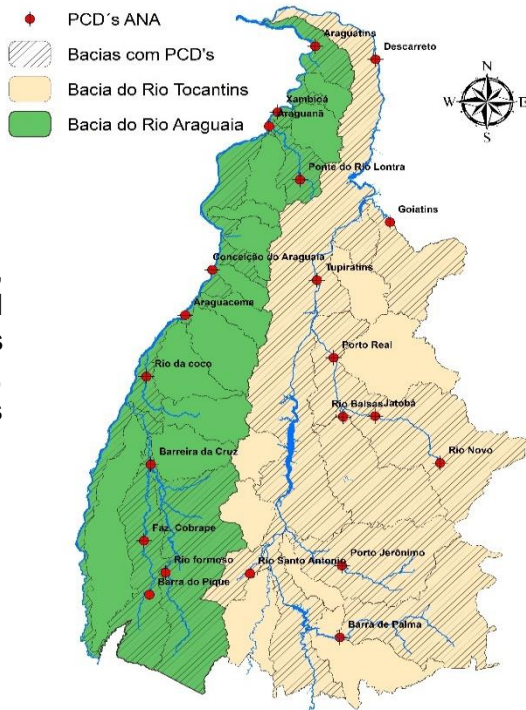 PCD´s ANA
Bacias com PCD's
Bacia do Rio Tocantins
Bacia do Rio Araguaia
N
W
E
S
Araguatins
Descarreto
Xambioá
Araguanã
Ponte do Rio Lontra
Goiatins
Conceição do Araguaia
Tupiratins
Araguacema
Porto Real
Rio da coco
Rio Balsas
Jatobá
Barreira da Cruz
Rio Novo
Faz. Cobrape
Rio formoso
Rio Santo Antonio
Porto Jerônimo
Barra do Pique
Barra de Palma